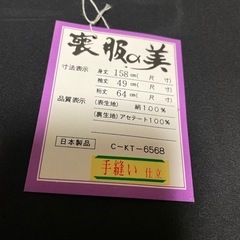 喪服の美
寸法表示
身丈 158cm( 尺 寸)
袖丈 49cm( 尺 寸)
裄丈 64cm( 尺 寸)
品質表示
(表生地) 絹100%
(裏生地) アセテート100%
日本製品
C-KT-6568
手縫い 仕立